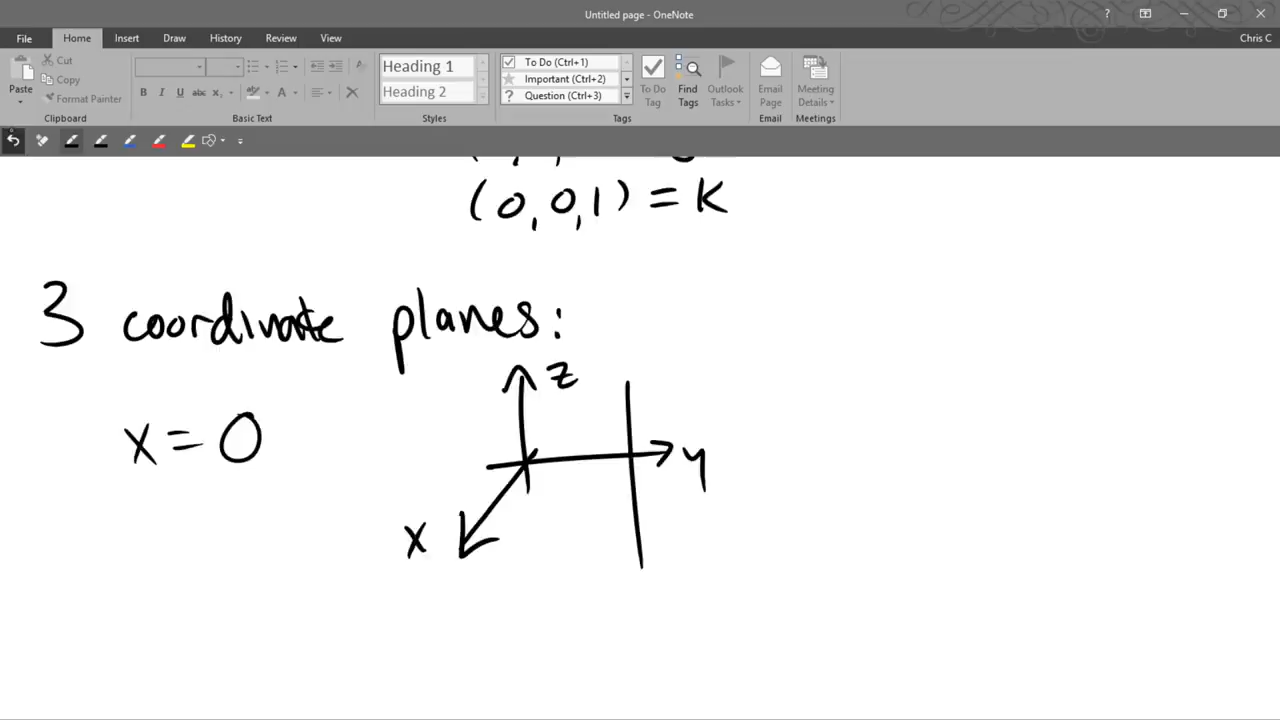 Untitled page - OneNote
?
File Home Insert Draw History Review View Chris C
Paste Cut Copy Format Painter Clipboard
B I U abc x A Basic Text
Heading 1
Heading 2
Styles
To Do (Ctrl+1)
Important (Ctrl+2)
? Question (Ctrl+3)
To Do Tag
Find Tags
Tags
Outlook Tasks
Email Page
Email
Meeting Details
Meetings
(0,0,1) = K
3 coordinate planes:
z
x = 0
y
x